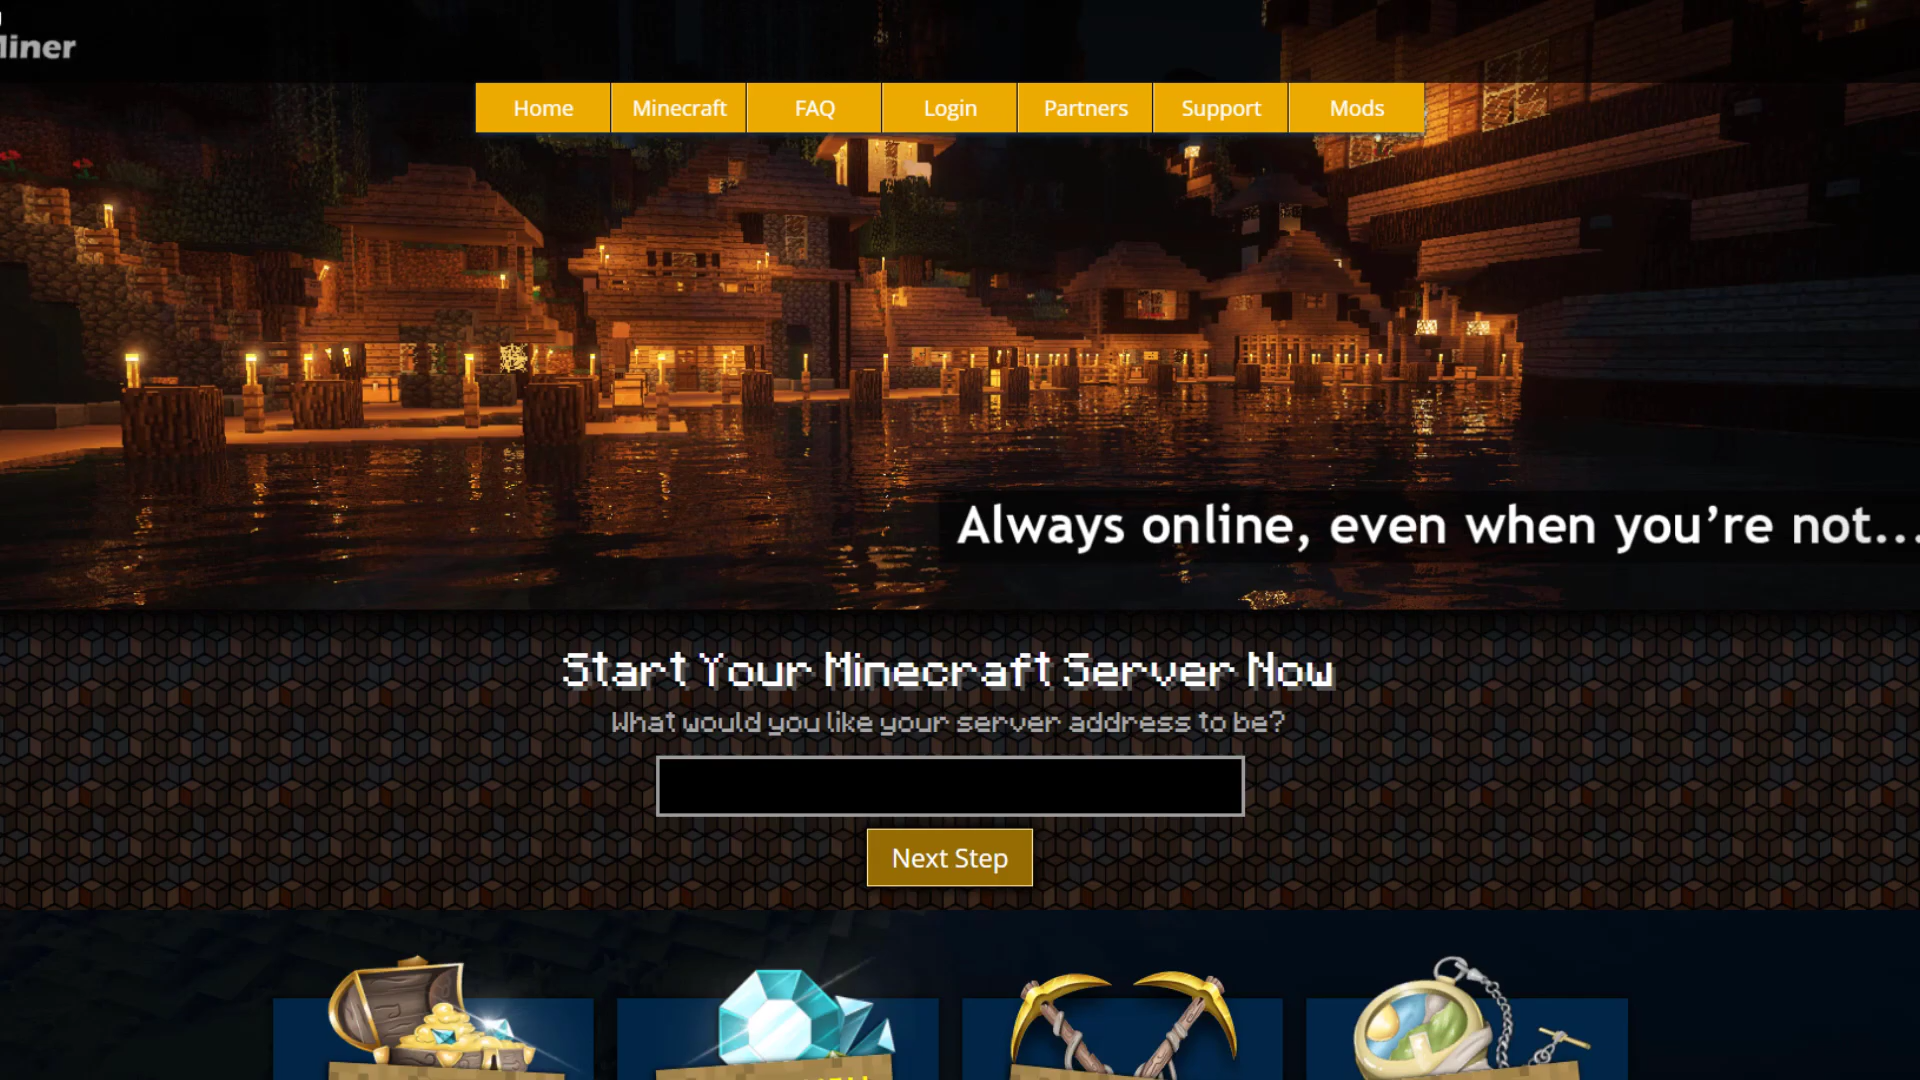 Miner
Home
Minecraft
FAQ
Login
Partners
Support
Mods
Always online, even when you’re not...
Start Your Minecraft Server Now
What would you like your server address to be?
Next Step